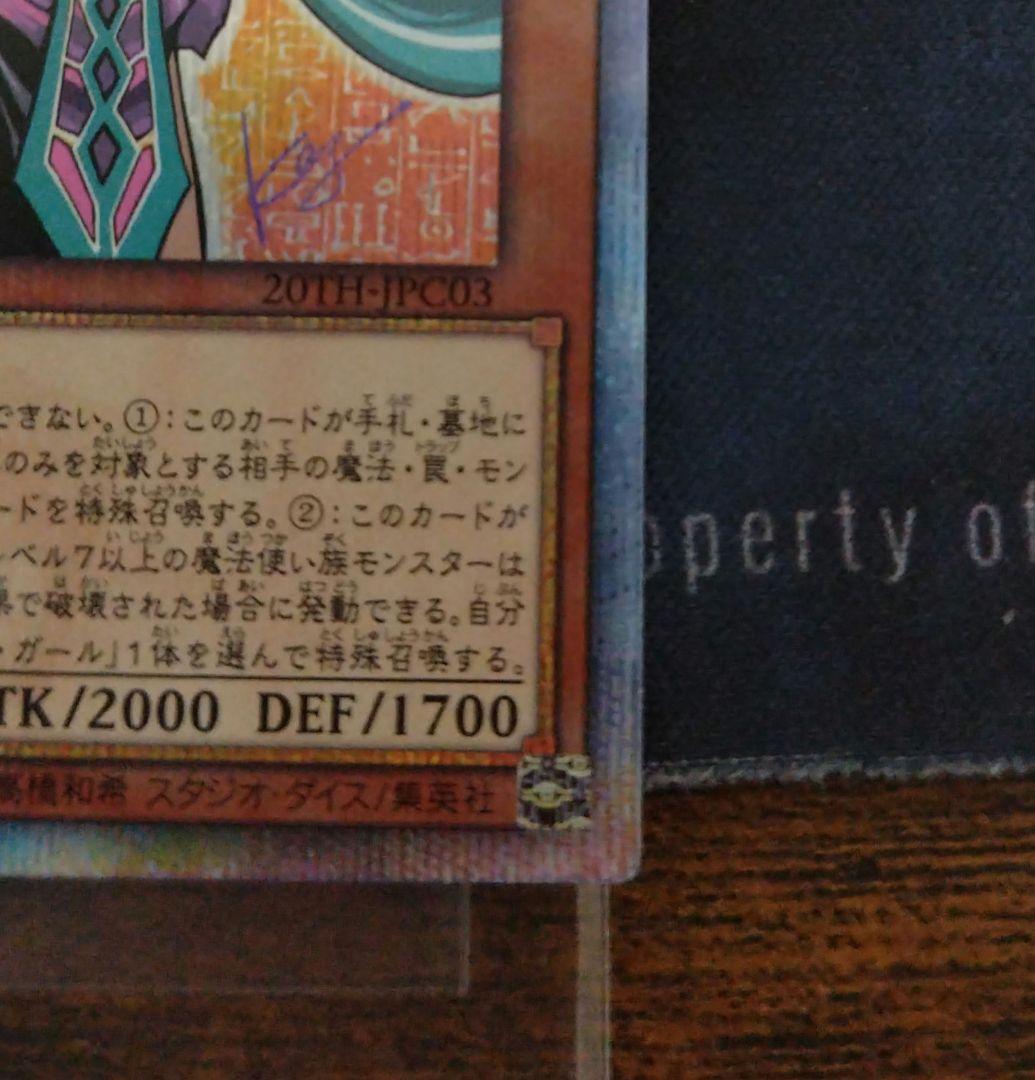 20TH-JPC03
できない。①:このカードが手札・墓地に
のみを対象とする相手の魔法・罠・モン
ードを特殊召喚する。②:このカードが
レベル7以上の魔法使い族モンスターは
果で破壊された場合に発動できる。自分
・ガール」1体を選んで特殊召喚する。
TK/2000 DEF/1700
高橋和希 スタジオ・ダイス/集英社
operty of